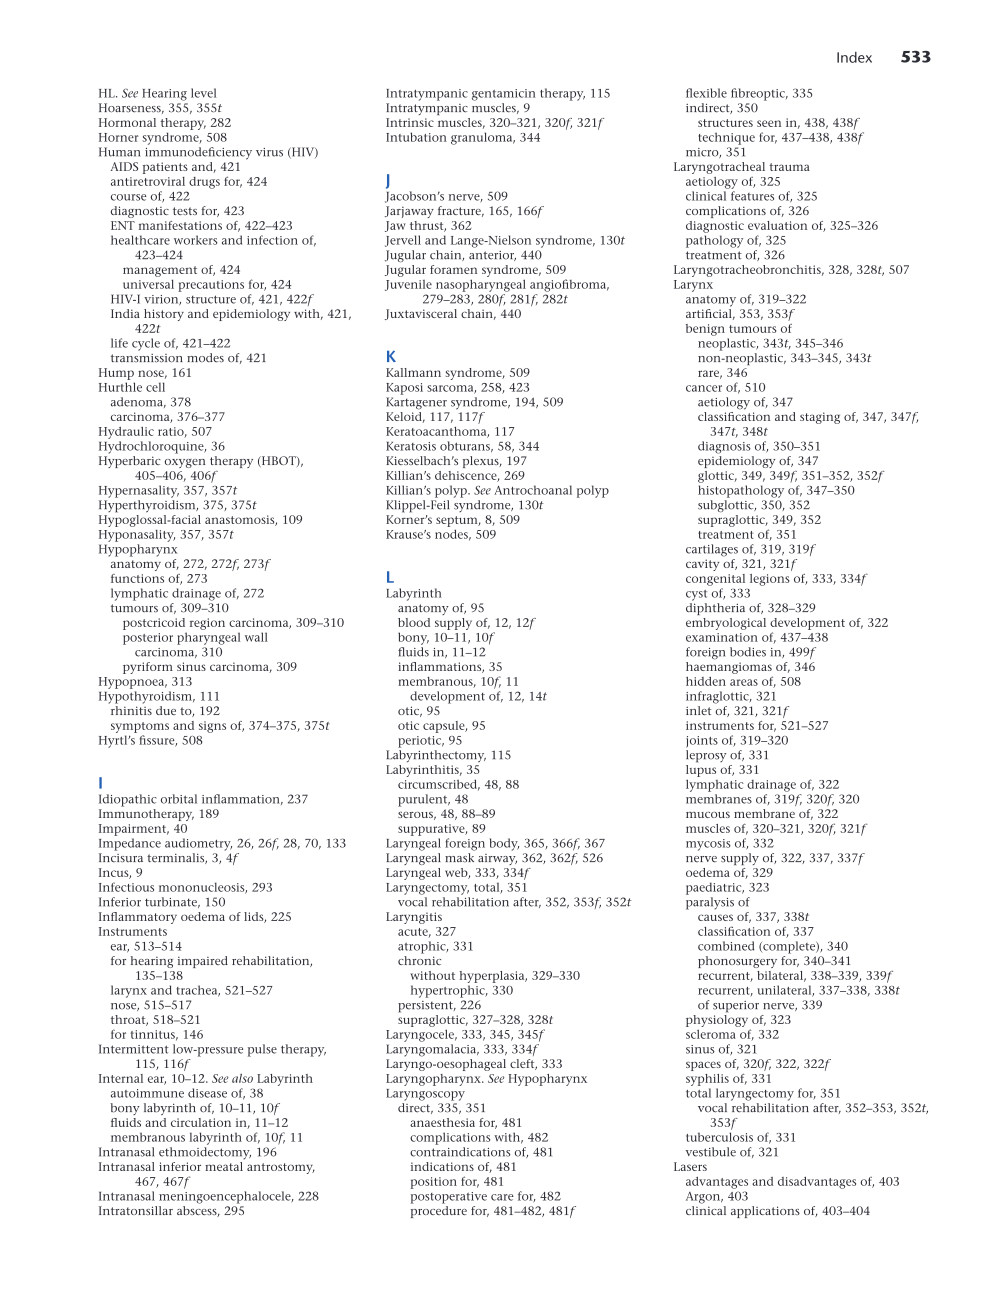 Index 533
HL. See Hearing level
Hoarseness, 355, 355t
Hormonal therapy, 282
Horner syndrome, 508
Human immunodeficiency virus (HIV)
AIDS patients and, 421
antiretroviral drugs for, 424
course of, 422
diagnostic tests for, 423
ENT manifestations of, 422–423
healthcare workers and infection of,
423–424
management of, 424
universal precautions for, 424
HIV-I virion, structure of, 421, 422f
India history and epidemiology with, 421,
422t
life cycle of, 421–422
transmission modes of, 421
Hump nose, 161
Hurthle cell
adenoma, 378
carcinoma, 376–377
Hydraulic ratio, 507
Hydrochloroquine, 36
Hyperbaric oxygen therapy (HBOT),
405–406, 406f
Hypernasality, 357, 357t
Hyperthyroidism, 375, 375t
Hypoglossal-facial anastomosis, 109
Hyponasality, 357, 357t
Hypopharynx
anatomy of, 272, 272f, 273f
functions of, 273
lymphatic drainage of, 272
tumours of, 309–310
postcricoid region carcinoma, 309–310
posterior pharyngeal wall
carcinoma, 310
pyriform sinus carcinoma, 309
Hypopnoea, 313
Hypothyroidism, 111
rhinitis due to, 192
symptoms and signs of, 374–375, 375t
Hyrtl's fissure, 508
I
Idiopathic orbital inflammation, 237
Immunotherapy, 189
Impairment, 40
Impedance audiometry, 26, 26f, 28, 70, 133
Incisura terminalis, 3, 4f
Incus, 9
Infectious mononucleosis, 293
Inferior turbinate, 150
Inflammatory oedema of lids, 225
Instruments
ear, 513–514
for hearing impaired rehabilitation,
135–138
larynx and trachea, 521–527
nose, 515–517
throat, 518–521
for tinnitus, 146
Intermittent low-pressure pulse therapy,
115, 116f
Internal ear, 10–12. See also Labyrinth
autoimmune disease of, 38
bony labyrinth of, 10–11, 10f
fluids and circulation in, 11–12
membranous labyrinth of, 10f, 11
Intranasal ethmoidectomy, 196
Intranasal inferior meatal antrostomy,
467, 467f
Intranasal meningoencephalocele, 228
Intratonsillar abscess, 295
Intratympanic gentamicin therapy, 115
Intratympanic muscles, 9
Intrinsic muscles, 320–321, 320f, 321f
Intubation granuloma, 344
J
Jacobson's nerve, 509
Jarjaway fracture, 165, 166f
Jaw thrust, 362
Jervell and Lange-Nielson syndrome, 130t
Jugular chain, anterior, 440
Jugular foramen syndrome, 509
Juvenile nasopharyngeal angiofibroma,
279–283, 280f, 281f, 282t
Juxtavisceral chain, 440
K
Kallmann syndrome, 509
Kaposi sarcoma, 258, 423
Kartagener syndrome, 194, 509
Keloid, 117, 117f
Keratoacanthoma, 117
Keratosis obturans, 58, 344
Kiesselbach's plexus, 197
Killian's dehiscence, 269
Killian's polyp. See Antrochoanal polyp
Klippel-Feil syndrome, 130t
Korner's septum, 8, 509
Krause's nodes, 509
L
Labyrinth
anatomy of, 95
blood supply of, 12, 12f
bony, 10–11, 10f
fluids in, 11–12
inflammations, 35
membranous, 10f, 11
development of, 12, 14t
otic, 95
otic capsule, 95
periotic, 95
Labyrinthectomy, 115
Labyrinthitis, 35
circumscribed, 48, 88
purulent, 48
serous, 48, 88–89
suppurative, 89
Laryngeal foreign body, 365, 366f, 367
Laryngeal mask airway, 362, 362f, 526
Laryngeal web, 333, 334f
Laryngectomy, total, 351
vocal rehabilitation after, 352, 353f, 352t
Laryngitis
acute, 327
atrophic, 331
chronic
without hyperplasia, 329–330
hypertrophic, 330
persistent, 226
supraglottic, 327–328, 328t
Laryngocele, 333, 345, 345f
Laryngomalacia, 333, 334f
Laryngo-oesophageal cleft, 333
Laryngopharynx. See Hypopharynx
Laryngoscopy
direct, 335, 351
anaesthesia for, 481
complications with, 482
contraindications of, 481
indications of, 481
position for, 481
postoperative care for, 482
procedure for, 481–482, 481f
flexible fibreoptic, 335
indirect, 350
structures seen in, 438, 438f
technique for, 437–438, 438f
micro, 351
Laryngotracheal trauma
aetiology of, 325
clinical features of, 325
complications of, 326
diagnostic evaluation of, 325–326
pathology of, 325
treatment of, 326
Laryngotracheobronchitis, 328, 328t, 507
Larynx
anatomy of, 319–322
artificial, 353, 353f
benign tumours of
neoplastic, 343t, 345–346
non-neoplastic, 343–345, 343t
rare, 346
cancer of, 510
aetiology of, 347
classification and staging of, 347, 347f,
347t, 348t
diagnosis of, 350–351
epidemiology of, 347
glottic, 349, 349f, 351–352, 352f
histopathology of, 347–350
subglottic, 350, 352
supraglottic, 349, 352
treatment of, 351
cartilages of, 319, 319f
cavity of, 321, 321f
congenital legions of, 333, 334f
cyst of, 333
diphtheria of, 328–329
embryological development of, 322
examination of, 437–438
foreign bodies in, 499f
haemangiomas of, 346
hidden areas of, 508
infraglottic, 321
inlet of, 321, 321f
instruments for, 521–527
joints of, 319–320
leprosy of, 331
lupus of, 331
lymphatic drainage of, 322
membranes of, 319f, 320f, 320
mucous membrane of, 322
muscles of, 320–321, 320f, 321f
mycosis of, 332
nerve supply of, 322, 337, 337f
oedema of, 329
paediatric, 323
paralysis of
causes of, 337, 338t
classification of, 337
combined (complete), 340
phonosurgery for, 340–341
recurrent, bilateral, 338–339, 339f
recurrent, unilateral, 337–338, 338t
of superior nerve, 339
physiology of, 323
scleroma of, 332
sinus of, 321
spaces of, 320f, 322, 322f
syphilis of, 331
total laryngectomy for, 351
vocal rehabilitation after, 352–353, 352t,
353f
tuberculosis of, 331
vestibule of, 321
Lasers
advantages and disadvantages of, 403
Argon, 403
clinical applications of, 403–404